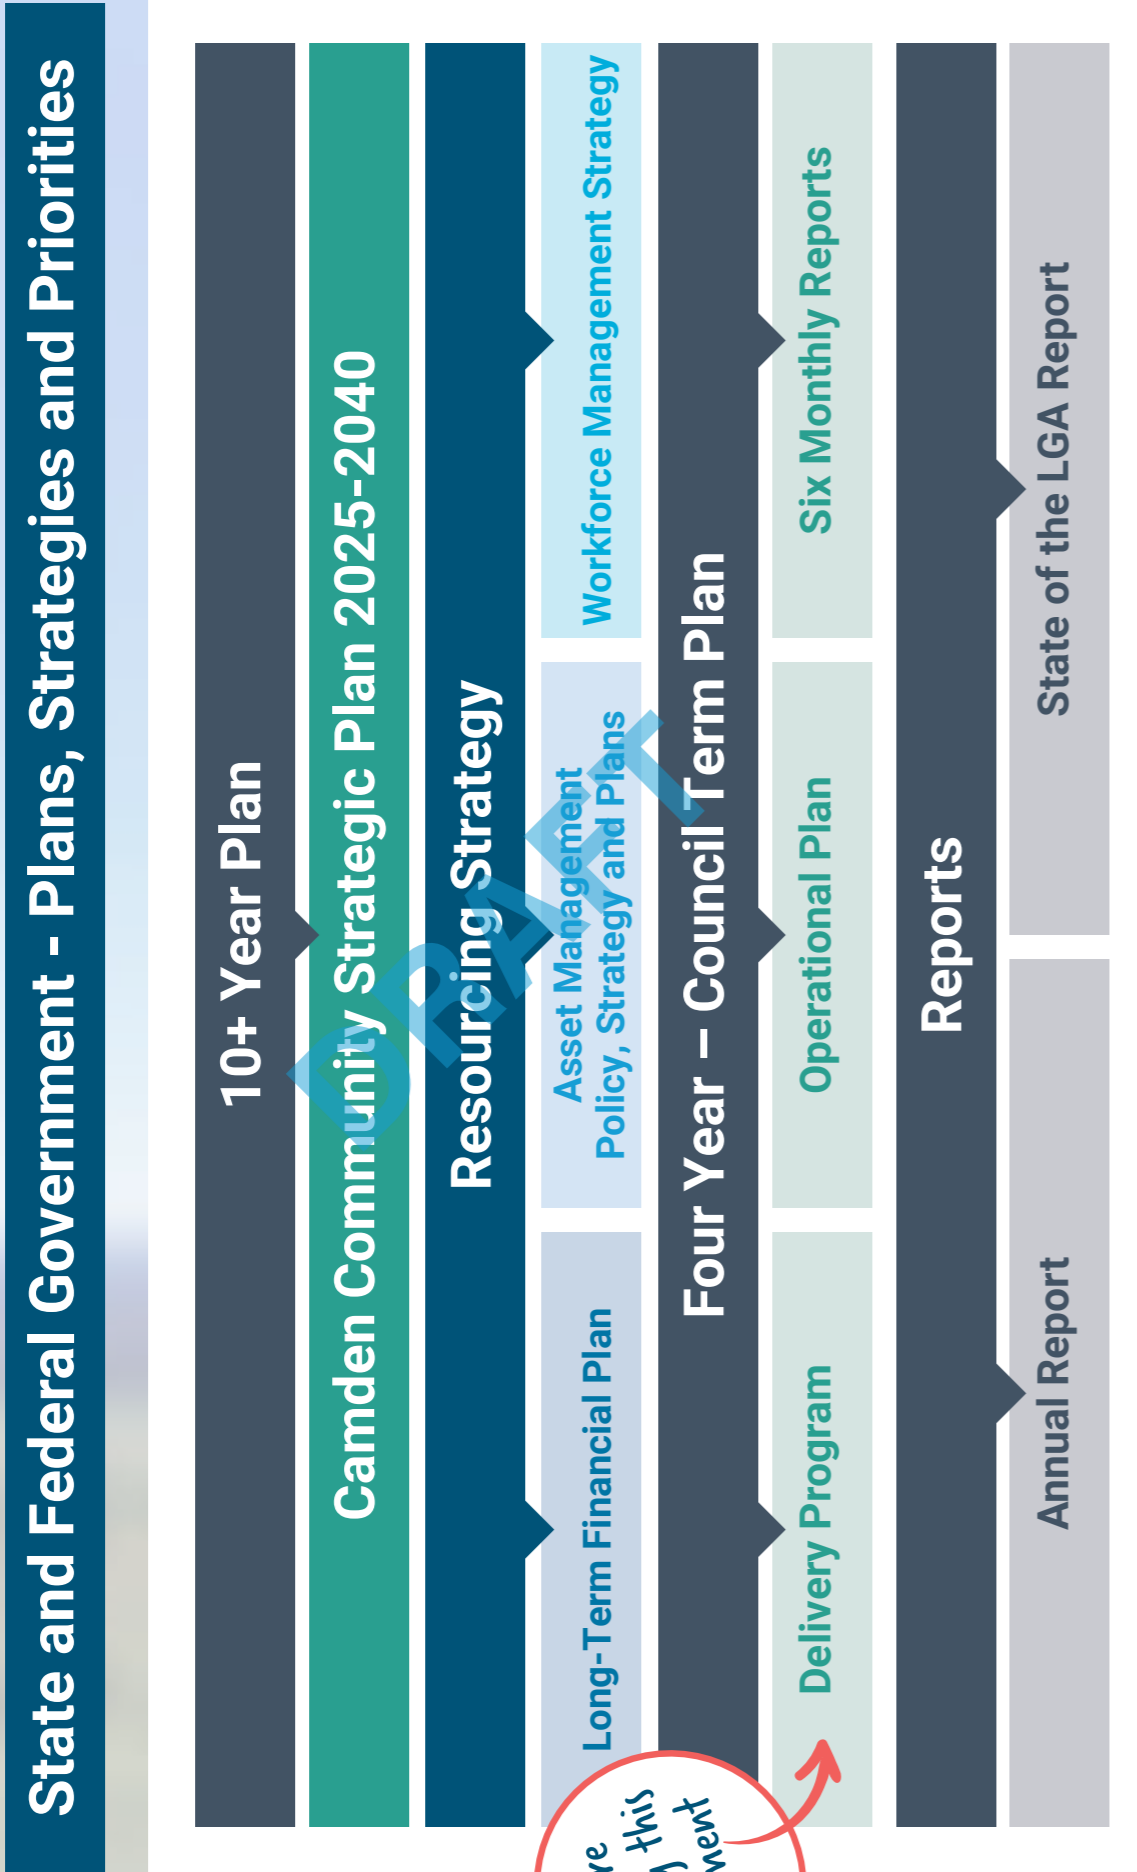 State and Federal Government - Plans, Strategies and Priorities
10+ Year Plan
Camden Community Strategic Plan 2025-2040
Resourcing Strategy
Long-Term Financial Plan
Asset Management
Policy, Strategy and Plans
Workforce Management Strategy
Four Year – Council Term Plan
Delivery Program
Operational Plan
Six Monthly Reports
Reports
Annual Report
State of the LGA Report
DRAFT
this